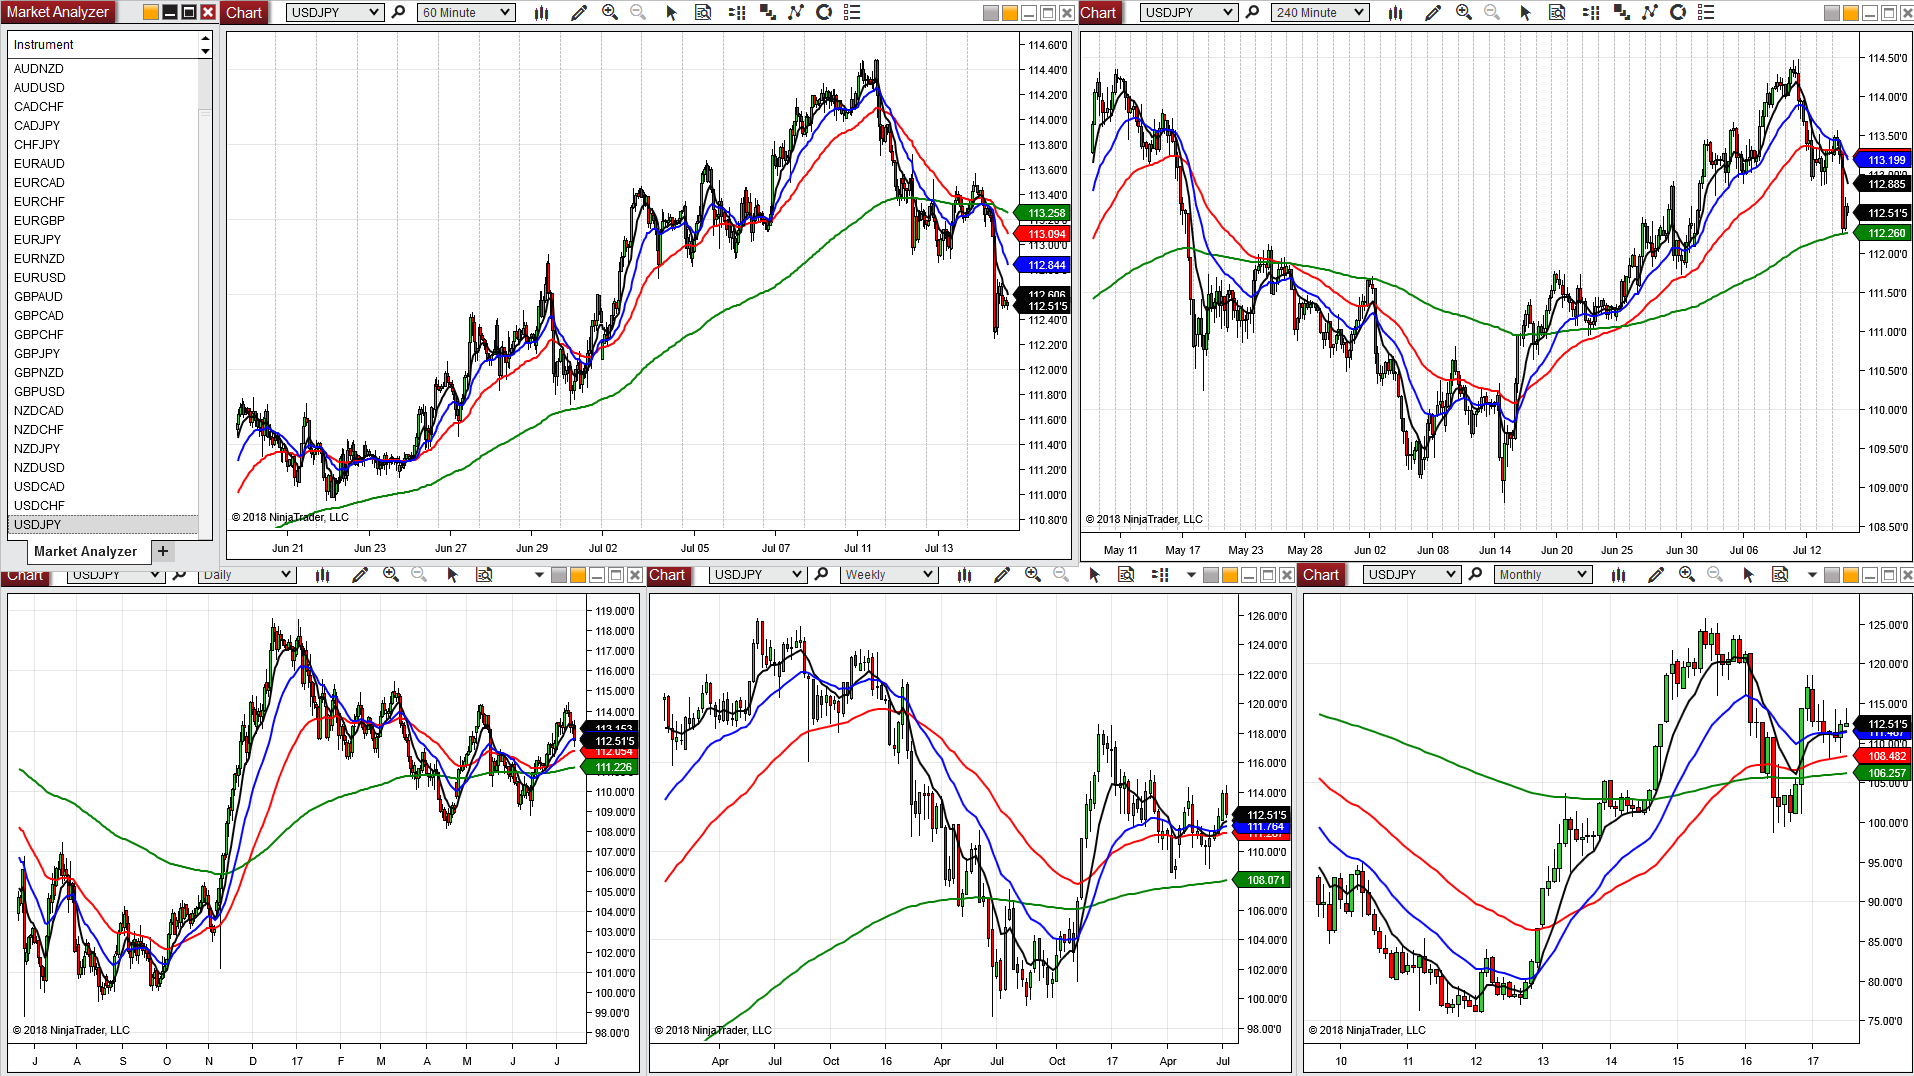 Market Analyzer
Instrument
AUDNZD
AUDUSD
CADCHF
CADJPY
CHFJPY
EURAUD
EURCAD
EURCHF
EURGBP
EURJPY
EURNZD
EURUSD
GBPAUD
GBPCAD
GBPCHF
GBPJPY
GBPNZD
GBPUSD
NZDCAD
NZDCHF
NZDJPY
NZDUSD
USDCAD
USDCHF
USDJPY
Market Analyzer +
Chart USDJPY 60 Minute
114.60'0
114.40'0
114.20'0
114.00'0
113.80'0
113.60'0
113.40'0
113.258
113.094
113.00'0
112.844
112.606
112.51'5
112.40'0
112.20'0
112.00'0
111.80'0
111.60'0
111.40'0
111.20'0
111.00'0
110.80'0
© 2018 NinjaTrader, LLC
Jun 21 Jun 23 Jun 27 Jun 29 Jul 02 Jul 05 Jul 07 Jul 11 Jul 13
Chart USDJPY 240 Minute
114.50'0
114.00'0
113.50'0
113.199
112.885
112.51'5
112.260
112.00'0
111.50'0
111.00'0
110.50'0
110.00'0
109.50'0
109.00'0
108.50'0
© 2018 NinjaTrader, LLC
May 11 May 17 May 23 May 28 Jun 02 Jun 08 Jun 14 Jun 20 Jun 25 Jun 30 Jul 06 Jul 12
Chart USDJPY Daily
119.00'0
118.00'0
117.00'0
116.00'0
115.00'0
114.00'0
112.51'5
112.054
111.226
110.00'0
109.00'0
108.00'0
107.00'0
106.00'0
105.00'0
104.00'0
103.00'0
102.00'0
101.00'0
100.00'0
99.00'0
98.00'0
© 2018 NinjaTrader, LLC
J A S O N D 17 F M A M J J
Chart USDJPY Weekly
126.00'0
124.00'0
122.00'0
120.00'0
118.00'0
116.00'0
114.00'0
112.51'5
111.764
110.00'0
108.071
106.00'0
104.00'0
102.00'0
100.00'0
98.00'0
© 2018 NinjaTrader, LLC
Apr Jul Oct 16 Apr Jul Oct 17 Apr Jul
Chart USDJPY Monthly
125.00'0
120.00'0
115.00'0
112.51'5
110.00'0
108.482
106.257
105.00'0
100.00'0
95.00'0
90.00'0
85.00'0
80.00'0
75.00'0
© 2018 NinjaTrader, LLC
10 11 12 13 14 15 16 17